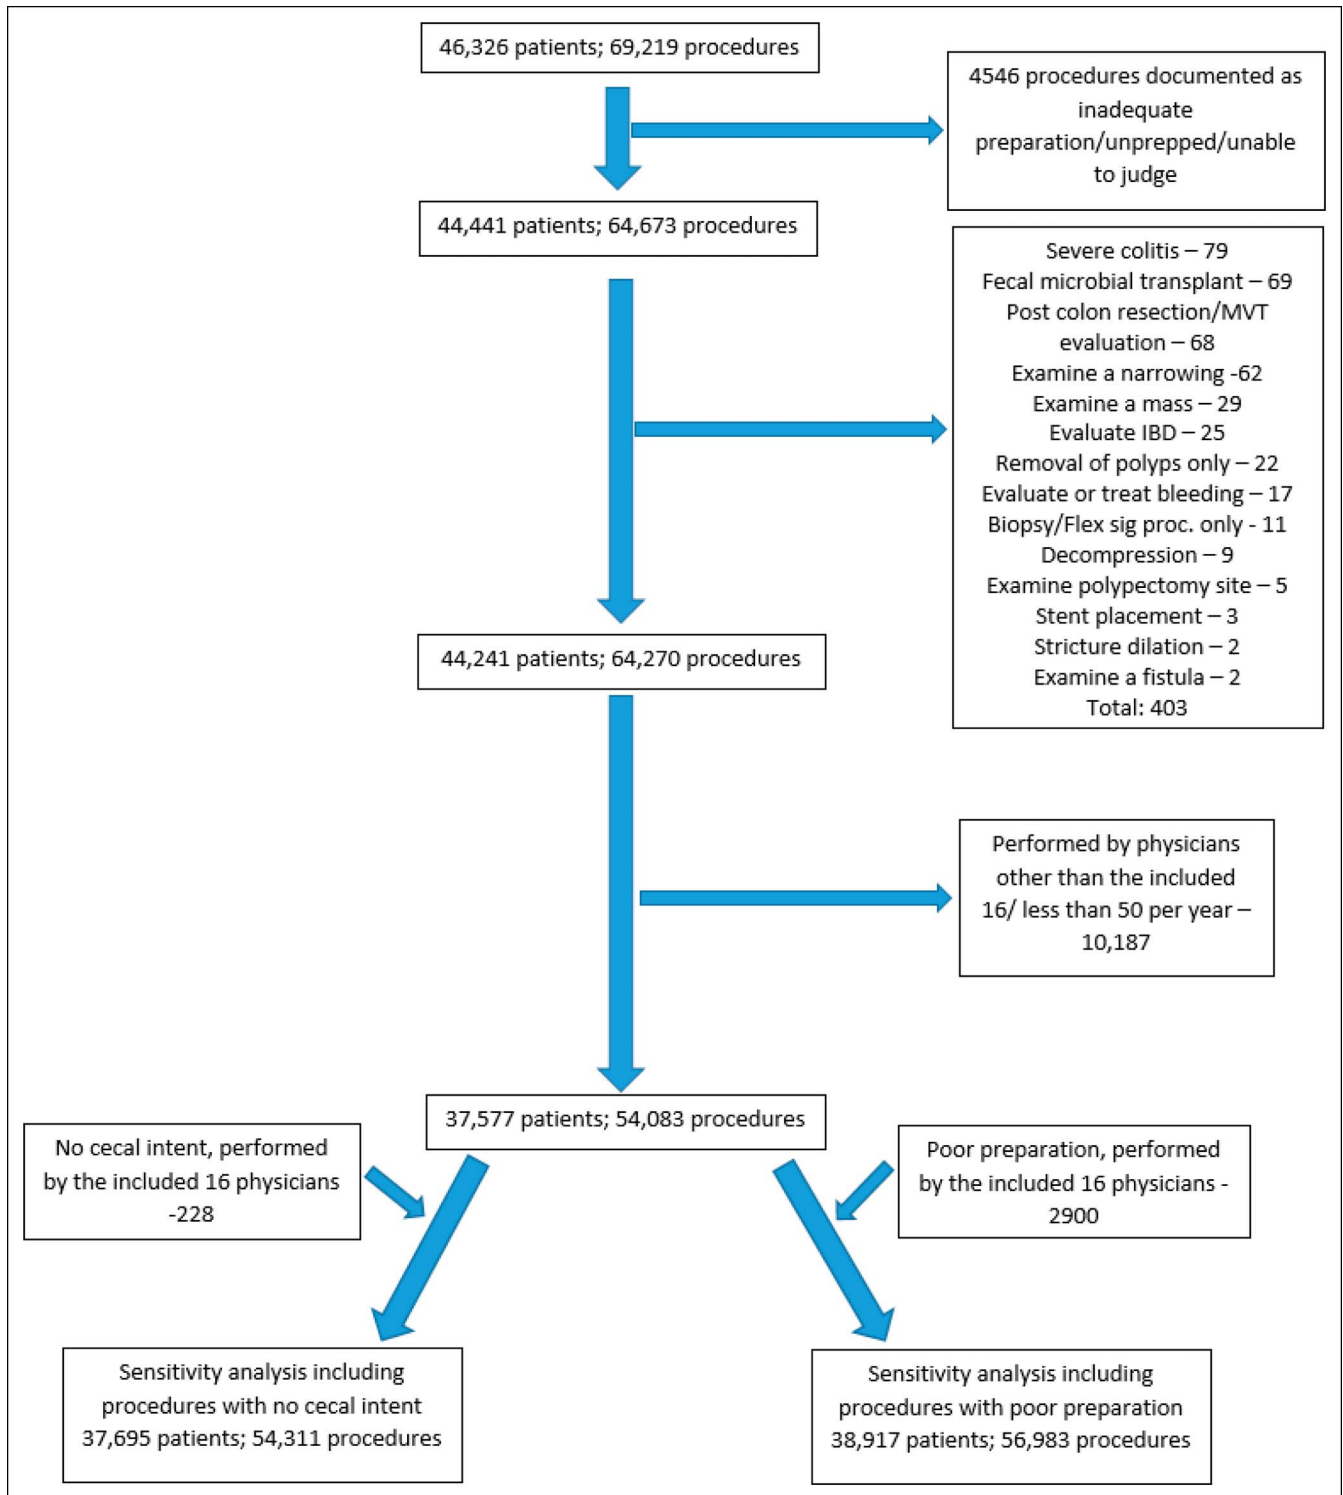 46,326 patients; 69,219 procedures
4546 procedures documented as
inadequate
preparation/unprepped/unable
to judge
44,441 patients; 64,673 procedures
Severe colitis – 79
Fecal microbial transplant – 69
Post colon resection/MVT
evaluation – 68
Examine a narrowing -62
Examine a mass – 29
Evaluate IBD – 25
Removal of polyps only – 22
Evaluate or treat bleeding – 17
Biopsy/Flex sig proc. only - 11
Decompression – 9
Examine polypectomy site – 5
Stent placement – 3
Stricture dilation – 2
Examine a fistula – 2
Total: 403
44,241 patients; 64,270 procedures
Performed by physicians
other than the included
16/ less than 50 per year –
10,187
37,577 patients; 54,083 procedures
No cecal intent, performed
by the included 16 physicians
-228
Poor preparation, performed
by the included 16 physicians -
2900
Sensitivity analysis including
procedures with no cecal intent
37,695 patients; 54,311 procedures
Sensitivity analysis including
procedures with poor preparation
38,917 patients; 56,983 procedures